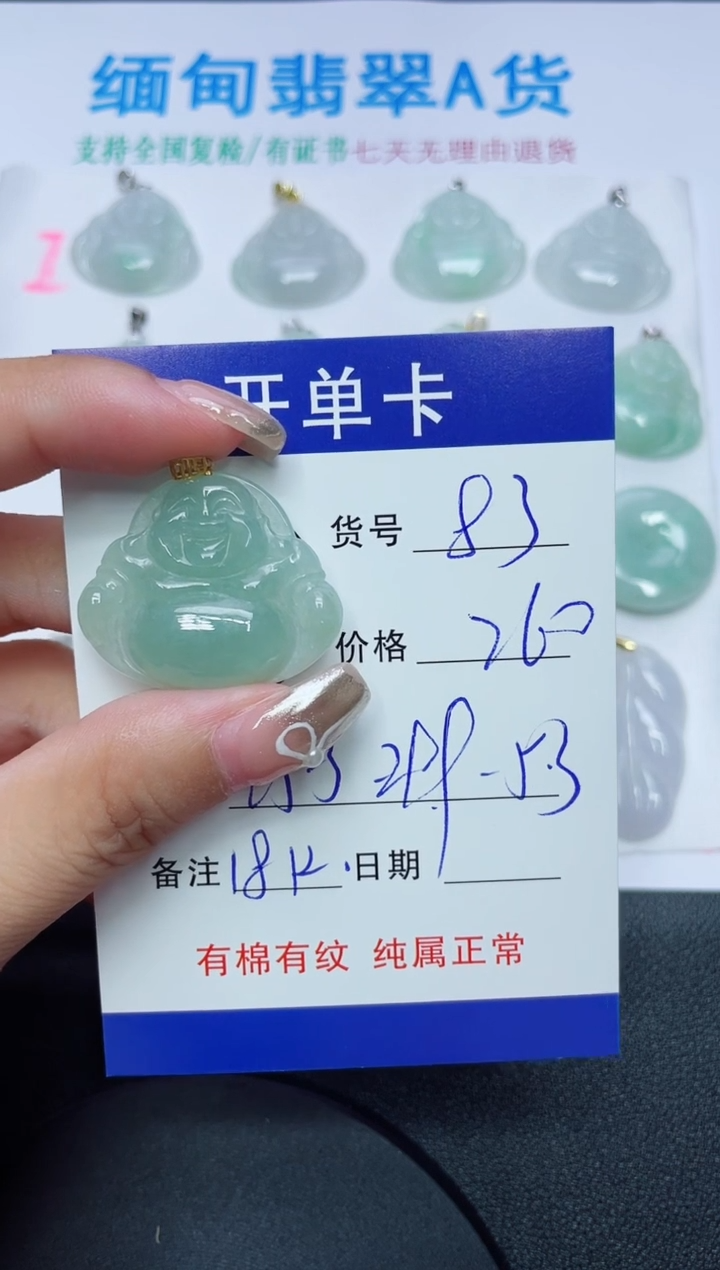 缅甸翡翠A货
支持全国复检/有证书七天无理由退货
1
开单卡
货号 83
价格 260
备注 18K.日期
有棉有纹 纯属正常